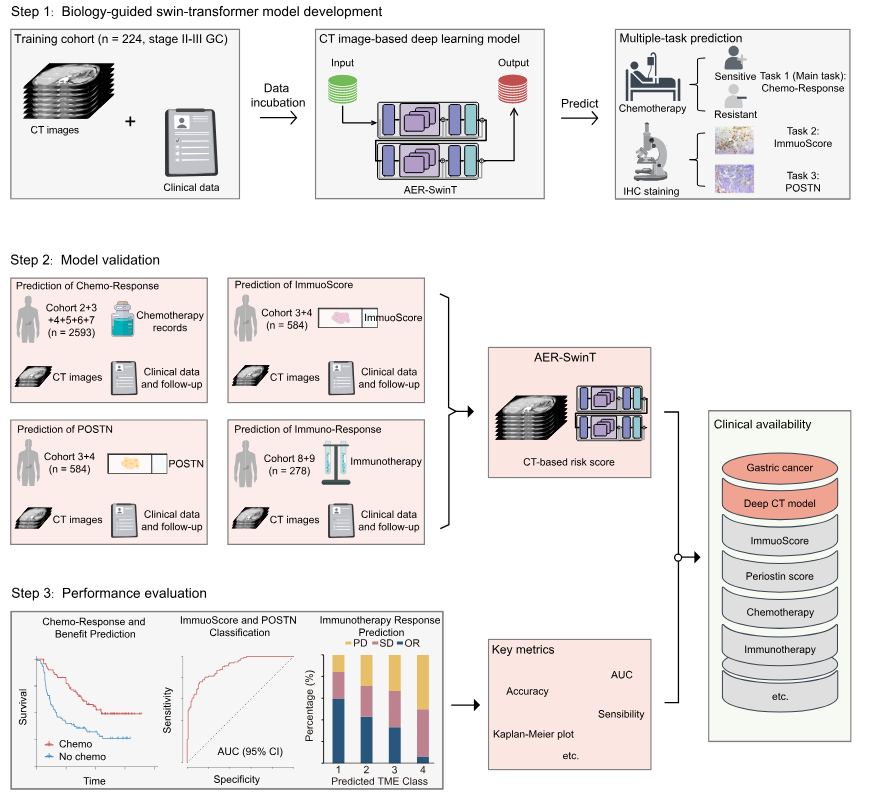 Step 1: Biology-guided swin-transformer model development
Training cohort (n = 224, stage II-III GC)
CT images
+
Clinical data
Data
incubation
CT image-based deep learning model
Input
Output
AER-SwinT
Predict
Multiple-task prediction
Chemotherapy
Sensitive
Resistant
Task 1 (Main task):
Chemo-Response
IHC staining
Task 2:
ImmuoScore
Task 3:
POSTN
Step 2: Model validation
Prediction of Chemo-Response
Cohort 2+3
+4+5+6+7
(n = 2593)
Chemotherapy
records
CT images
Clinical data
and follow-up
Prediction of ImmuoScore
Cohort 3+4
(n = 584)
ImmuoScore
CT images
Clinical data
and follow-up
Prediction of POSTN
Cohort 3+4
(n = 584)
POSTN
CT images
Clinical data
and follow-up
Prediction of Immuno-Response
Cohort 8+9
(n = 278)
Immunotherapy
CT images
Clinical data
and follow-up
AER-SwinT
CT-based risk score
Clinical availability
Gastric cancer
Deep CT model
ImmuoScore
Periostin score
Chemotherapy
Immunotherapy
etc.
Step 3: Performance evaluation
Chemo-Response and
Benefit Prediction
Survival
Chemo
No chemo
Time
ImmuoScore and POSTN
Classification
Sensitivity
AUC (95% CI)
Specificity
Immunotherapy Response
Prediction
PD SD OR
Percentage (%)
1 2 3 4
Predicted TME Class
Key metrics
AUC
Accuracy
Sensibility
Kaplan-Meier plot
etc.